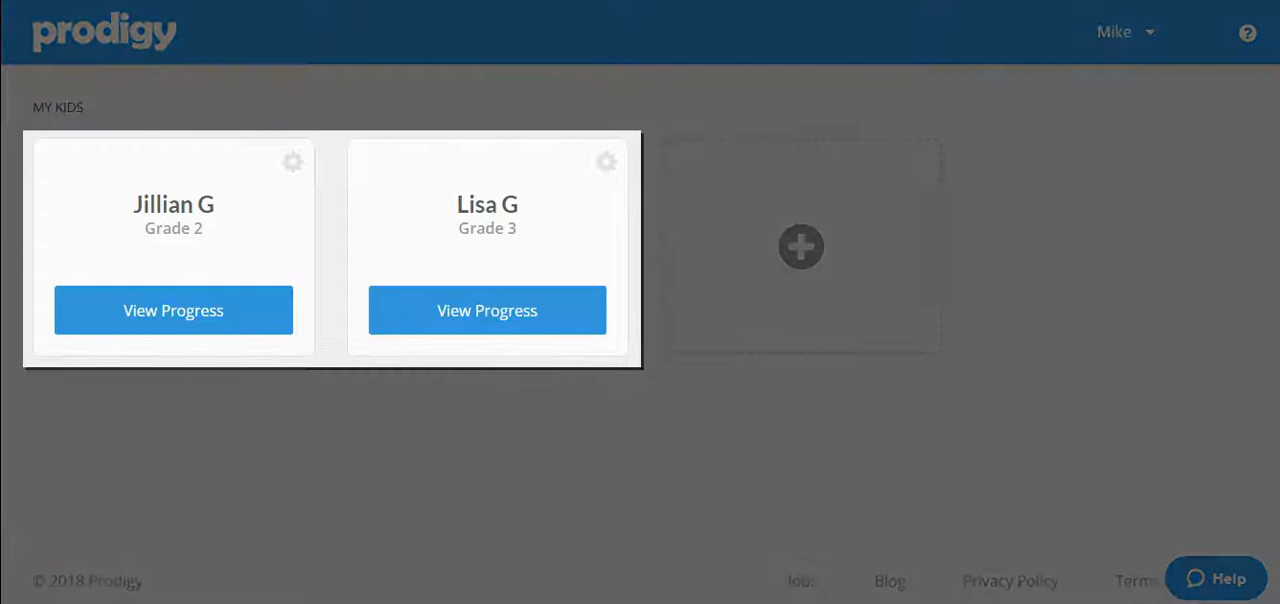 prodigy
Mike
MY KIDS
Jillian G
Grade 2
View Progress
Lisa G
Grade 3
View Progress
© 2018 Prodigy
Jobs
Blog
Privacy Policy
Terms
Help